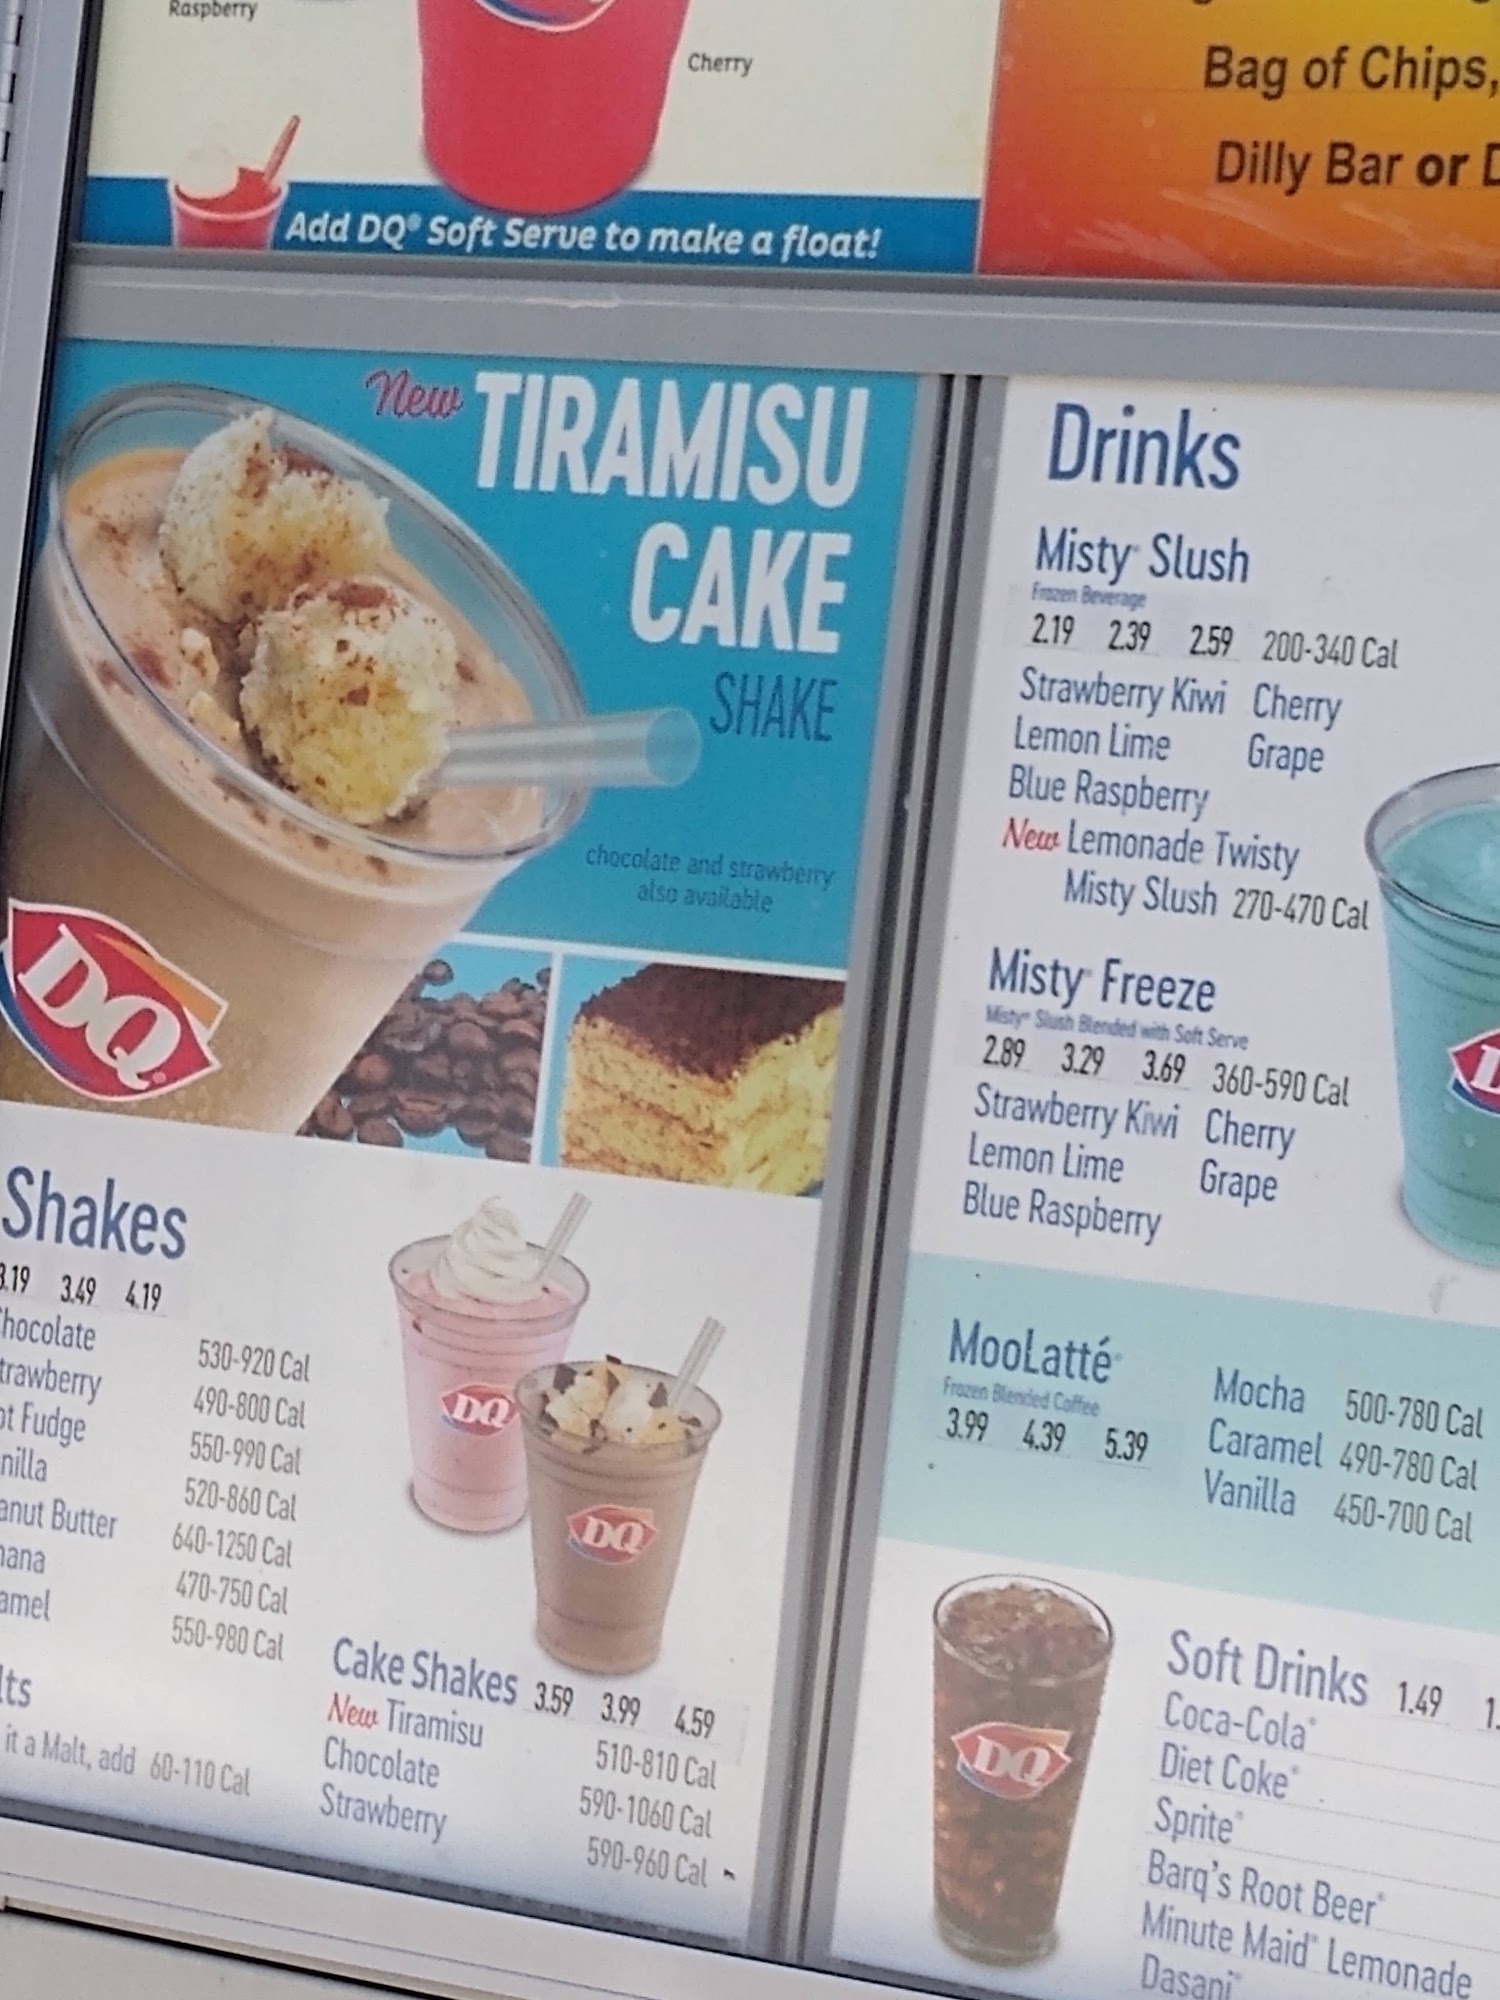 Raspberry
Cherry
Add DQ® Soft Serve to make a float!
Bag of Chips,
Dilly Bar or
New TIRAMISU
CAKE
SHAKE
chocolate and strawberry
also available
DQ®
Shakes
3.19 3.49 4.19
hocolate 530-920 Cal
trawberry 490-800 Cal
ot Fudge 550-990 Cal
nilla 520-860 Cal
anut Butter 640-1250 Cal
nana 470-750 Cal
amel 550-980 Cal
lts
it a Malt, add 60-110 Cal
DQ
DQ
Cake Shakes 3.59 3.99 4.59
New Tiramisu 510-810 Cal
Chocolate 590-1060 Cal
Strawberry 590-960 Cal
Drinks
Misty® Slush
Frozen Beverage
2.19 2.39 2.59 200-340 Cal
Strawberry Kiwi Cherry
Lemon Lime Grape
Blue Raspberry
New Lemonade Twisty
Misty Slush 270-470 Cal
Misty® Freeze
Misty® Slush Blended with Soft Serve
2.89 3.29 3.69 360-590 Cal
Strawberry Kiwi Cherry
Lemon Lime Grape
Blue Raspberry
MooLatté®
Frozen Blended Coffee
3.99 4.39 5.39
Mocha 500-780 Cal
Caramel 490-780 Cal
Vanilla 450-700 Cal
DQ
Soft Drinks 1.49 1.
Coca-Cola®
Diet Coke®
Sprite®
Barq's Root Beer®
Minute Maid® Lemonade
Dasani®